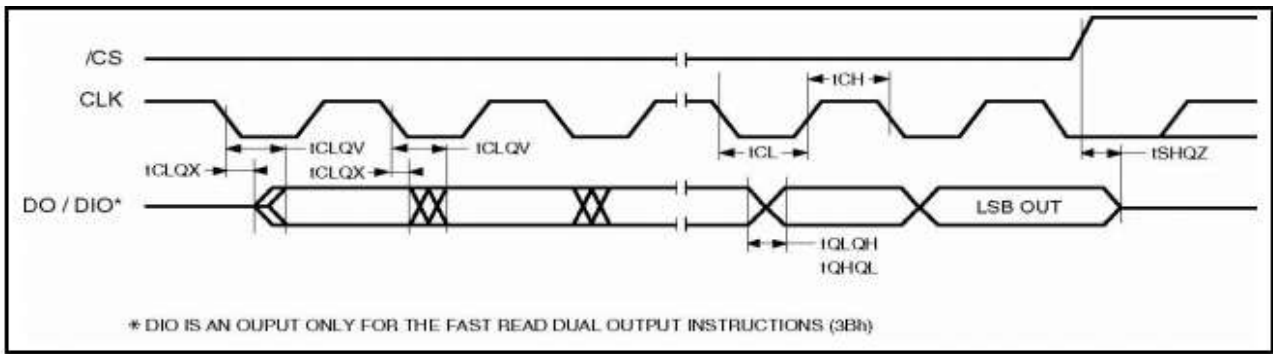 /CS
CLK
tCH
tCLQV
tCLQV
tCL
tSHQZ
tCLQX
tCLQX
DO / DIO*
LSB OUT
tQLQH
tQHQL
* DIO IS AN OUPUT ONLY FOR THE FAST READ DUAL OUTPUT INSTRUCTIONS (3Bh)